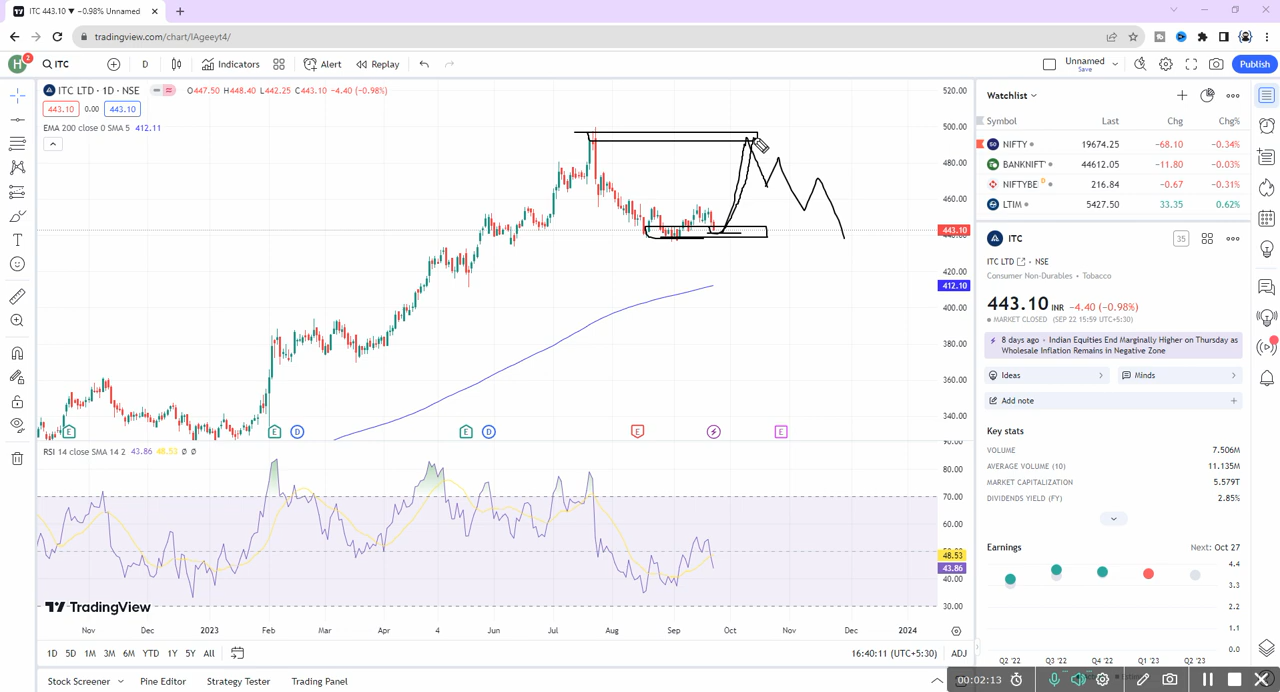 ITC 443.10 ▼ −0.98% Unnamed
tradingview.com/chart/IAgeeyt4/
H 2 ITC D Indicators Alert Replay Unnamed Save Publish
ITC LTD · 1D · NSE O447.50 H448.40 L442.25 C443.10 −4.40 (−0.98%)
443.10 0.00 443.10
EMA 200 close 0 SMA 5 412.11
520.00
500.00
480.00
460.00
443.10
420.00
412.10
400.00
380.00
360.00
340.00
E E D E D E E
RSI 14 close SMA 14 2 43.86 48.53 Ø Ø
90.00
80.00
70.00
60.00
48.53
43.86
40.00
30.00
TradingView
Nov Dec 2023 Feb Mar Apr 4 Jun Jul Aug Sep Oct Nov Dec 2024
1D 5D 1M 3M 6M YTD 1Y 5Y All 16:40:11 (UTC+5:30) ADJ
Stock Screener Pine Editor Strategy Tester Trading Panel
Watchlist
Symbol Last Chg Chg%
NIFTY 19674.25 −68.10 −0.34%
BANKNIFT 44612.05 −11.80 −0.03%
NIFTYBE D 216.84 −0.67 −0.31%
LTIM 5427.50 33.35 0.62%
ITC 35
ITC LTD · NSE
Consumer Non-Durables · Tobacco
443.10 INR −4.40 (−0.98%)
MARKET CLOSED (SEP 22 15:59 UTC+5:30)
8 days ago · Indian Equities End Marginally Higher on Thursday as
Wholesale Inflation Remains in Negative Zone
Ideas Minds
Add note
Key stats
VOLUME 7.506M
AVERAGE VOLUME (10) 11.135M
MARKET CAPITALIZATION 5.579T
DIVIDENDS YIELD (FY) 2.85%
Earnings Next: Oct 27
4.4
3.3
2.2
1.1
0.0
Q2 '22 Q3 '22 Q4 '22 Q1 '23 Q2 '23
00:02:13